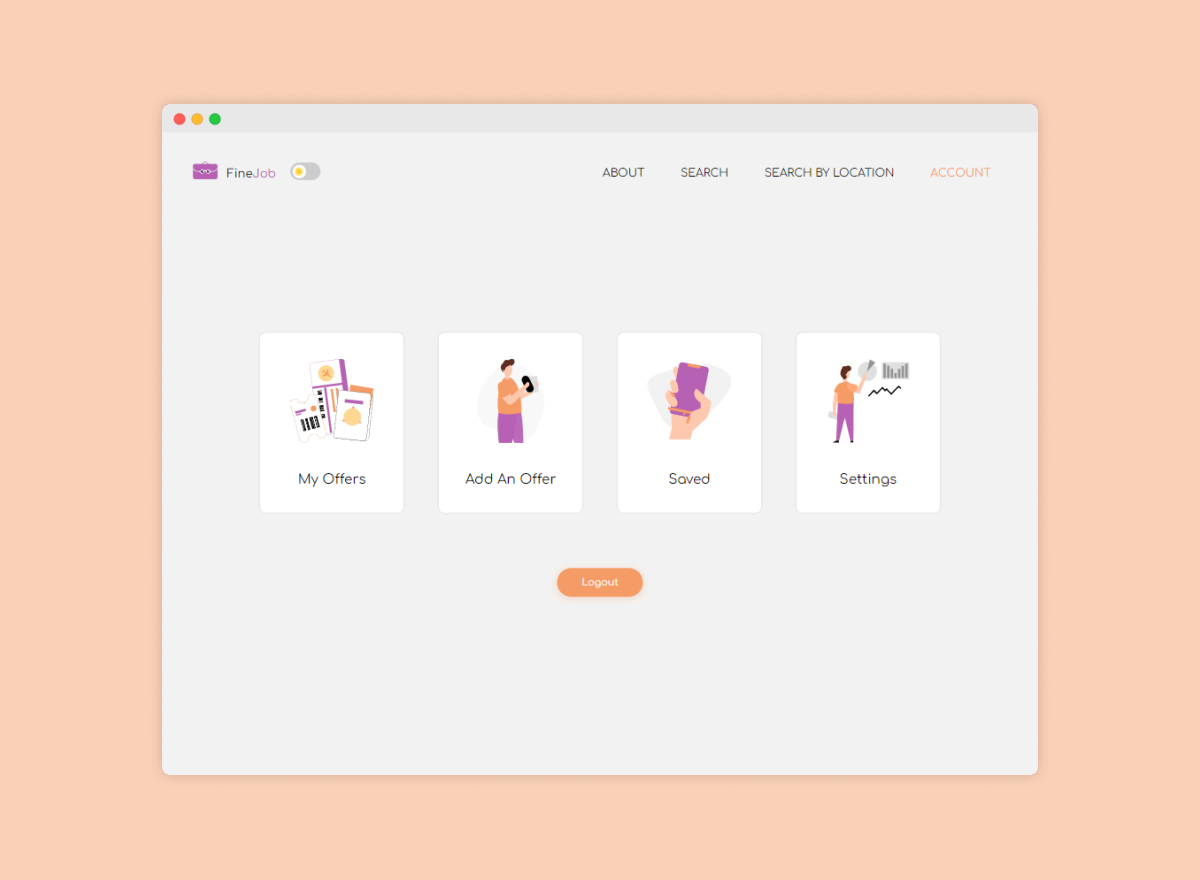 FineJob
ABOUT
SEARCH
SEARCH BY LOCATION
ACCOUNT
My Offers
Add An Offer
Saved
Settings
Logout